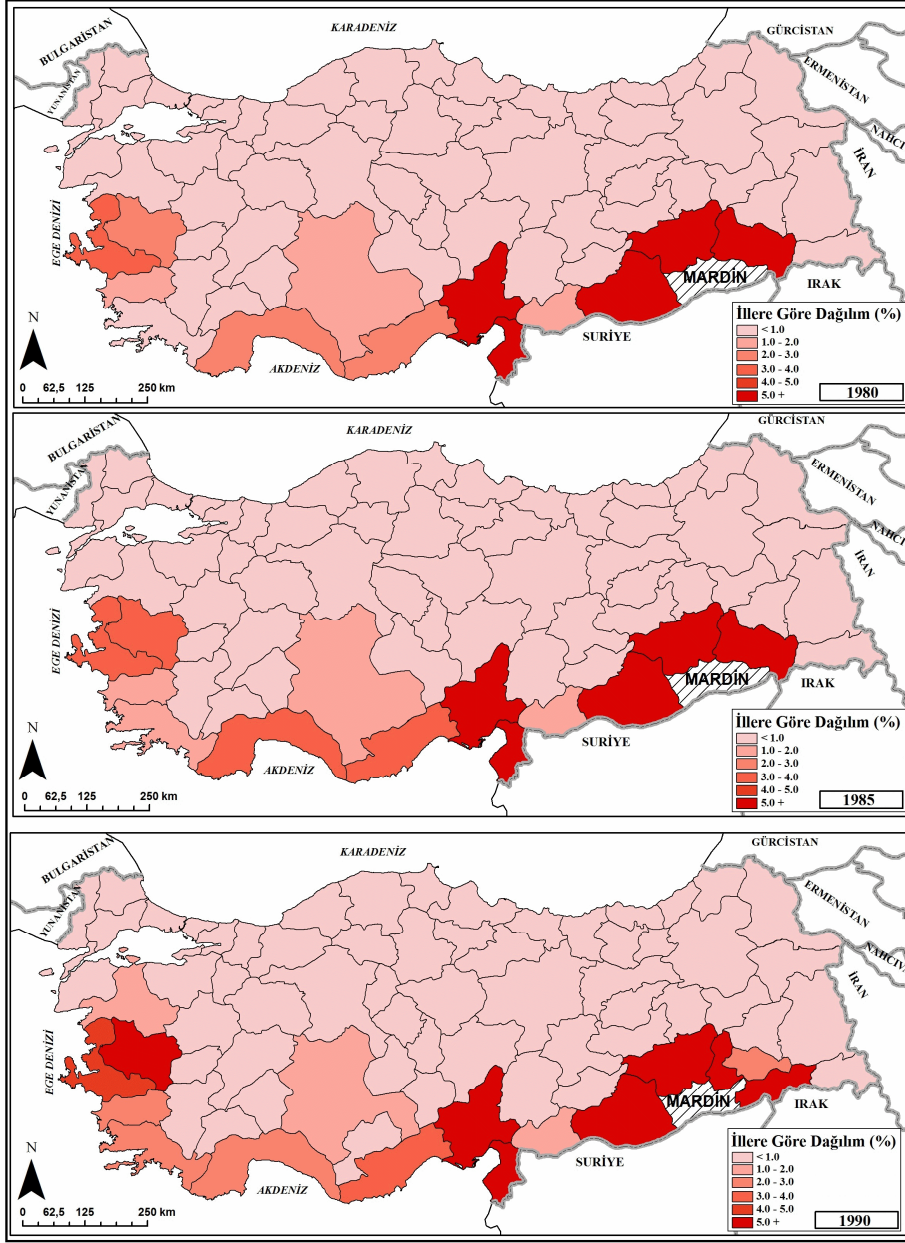 KARADENİZ
GÜRCİSTAN
BULGARİSTAN
YUNANİSTAN
ERMENİSTAN
NAHCI
İRAN
EGE DENİZİ
MARDİN
IRAK
SURİYE
AKDENİZ
N
0 62,5 125 250 km
İllere Göre Dağılım (%)
< 1.0
1.0 - 2.0
2.0 - 3.0
3.0 - 4.0
4.0 - 5.0
5.0 +
1980
KARADENİZ
GÜRCİSTAN
BULGARİSTAN
YUNANİSTAN
ERMENİSTAN
NAHCI
İRAN
EGE DENİZİ
MARDİN
IRAK
SURİYE
AKDENİZ
N
0 62,5 125 250 km
İllere Göre Dağılım (%)
< 1.0
1.0 - 2.0
2.0 - 3.0
3.0 - 4.0
4.0 - 5.0
5.0 +
1985
KARADENİZ
GÜRCİSTAN
BULGARİSTAN
YUNANİSTAN
ERMENİSTAN
NAHCIVA
İRAN
EGE DENİZİ
MARDİN
IRAK
SURİYE
AKDENİZ
N
0 62,5 125 250 km
İllere Göre Dağılım (%)
< 1.0
1.0 - 2.0
2.0 - 3.0
3.0 - 4.0
4.0 - 5.0
5.0 +
1990